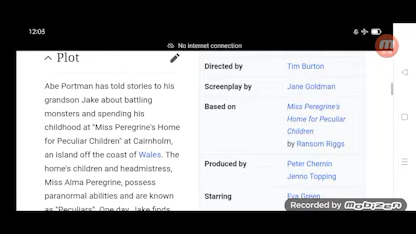 12:03
No internet connection
Plot
Abe Portman has told stories to his
grandson Jake about battling
monsters and spending his
childhood at "Miss Peregrine's Home
for Peculiar Children" at Cairnholm,
an island off the coast of Wales. The
home's children and headmistress,
Miss Alma Peregrine, possess
paranormal abilities and are known
as "Peculiars". One day, Jake finds
Directed by
Tim Burton
Screenplay by
Jane Goldman
Based on
Miss Peregrine's
Home for Peculiar
Children
by Ransom Riggs
Produced by
Peter Chernin
Jenno Topping
Starring
Eva Green
Recorded by mobizen